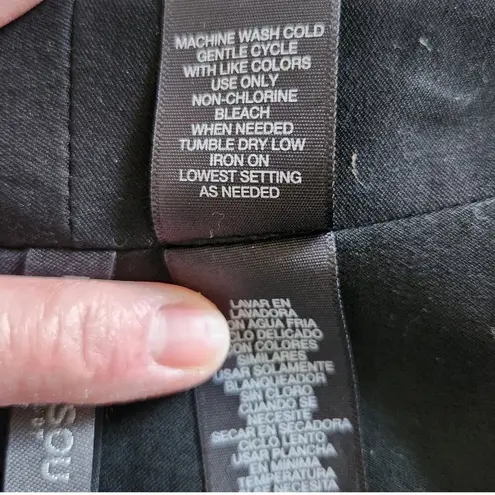 MACHINE WASH COLD
GENTLE CYCLE
WITH LIKE COLORS
USE ONLY
NON-CHLORINE
BLEACH
WHEN NEEDED
TUMBLE DRY LOW
IRON ON
LOWEST SETTING
AS NEEDED
LAVAR EN
LAVADORA
CON AGUA FRIA
CICLO DELICADO
CON COLORES
SIMILARES
USAR SOLAMENTE
BLANQUEADOR
SIN CLORO
CUANDO SE
NECESITE
SECAR EN SECADORA
CICLO LENTO
USAR PLANCHA
EN MINIMA
TEMPERATURA